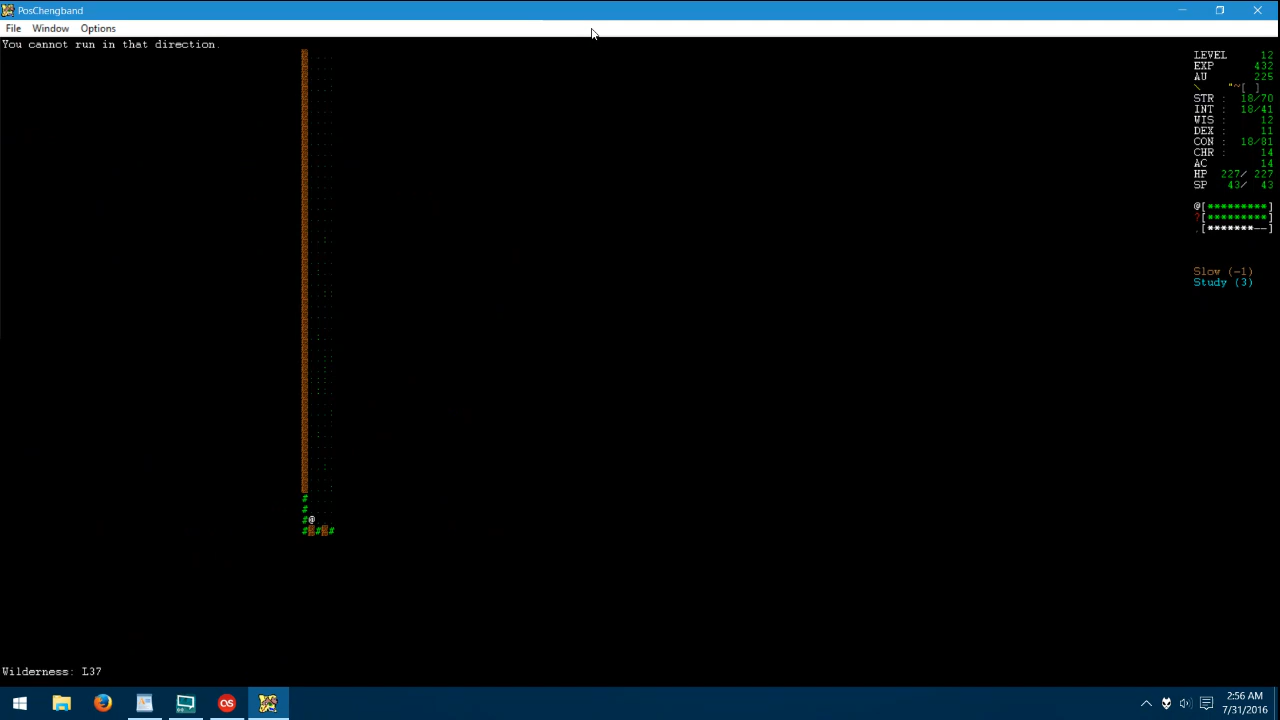 PosChengband
File Window Options
You cannot run in that direction.
LEVEL 12
EXP 432
AU 225
\ "~[ ]
STR : 18/70
INT : 18/41
WIS : 12
DEX : 11
CON : 18/81
CHR : 14
AC 14
HP 227/ 227
SP 43/ 43
@[*********]
?[*********]
.[*******--]
Slow (-1)
Study (3)
#
#
#@
# # #
Wilderness: L37
2:56 AM
7/31/2016